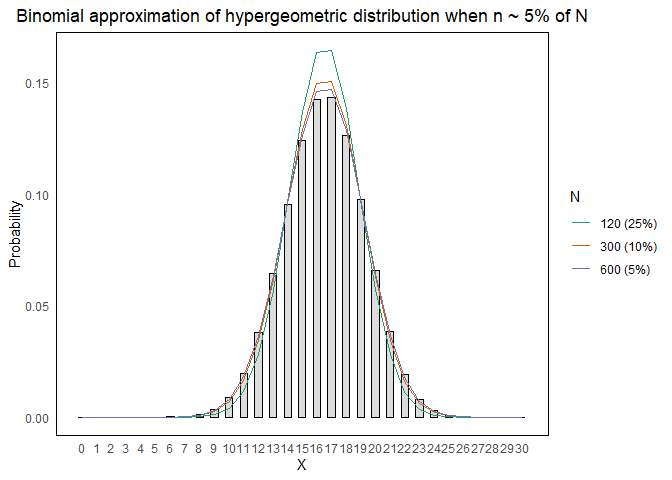 Binomial approximation of hypergeometric distribution when n ~ 5% of N
0.15
0.10
0.05
0.00
Probability
0 1 2 3 4 5 6 7 8 9 10 11 12 13 14 15 16 17 18 19 20 21 22 23 24 25 26 27 28 29 30
X
N
120 (25%)
300 (10%)
600 (5%)